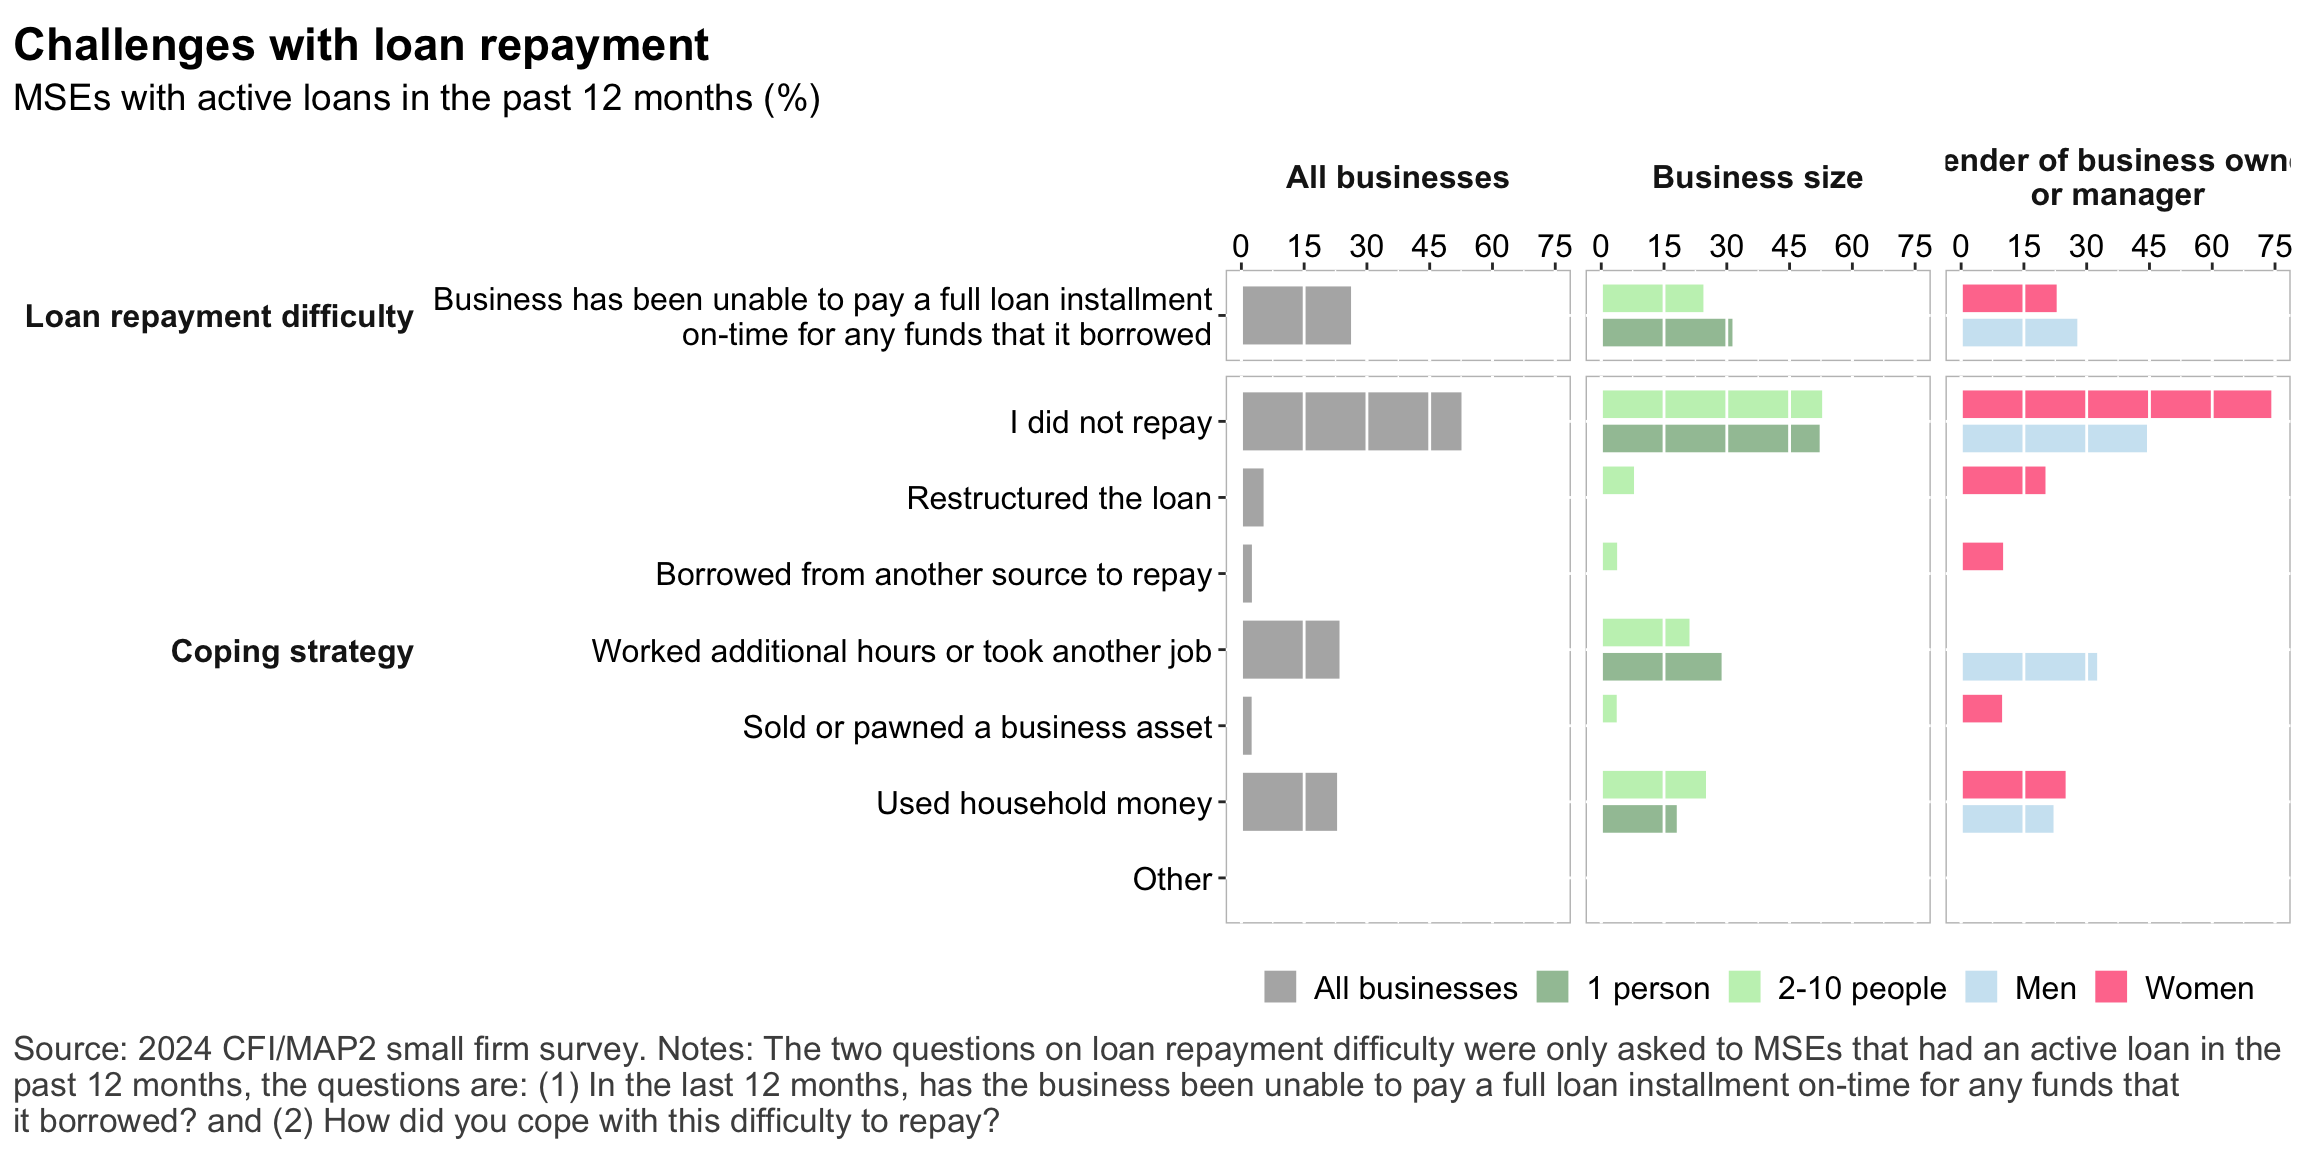 Challenges with loan repayment
MSEs with active loans in the past 12 months (%)
All businesses
Business size
ender of business own
or manager
0 15 30 45 60 75
0 15 30 45 60 75
0 15 30 45 60 75
Loan repayment difficulty
Business has been unable to pay a full loan installment
on-time for any funds that it borrowed
Coping strategy
I did not repay
Restructured the loan
Borrowed from another source to repay
Worked additional hours or took another job
Sold or pawned a business asset
Used household money
Other
All businesses 1 person 2-10 people Men Women
Source: 2024 CFI/MAP2 small firm survey. Notes: The two questions on loan repayment difficulty were only asked to MSEs that had an active loan in the
past 12 months, the questions are: (1) In the last 12 months, has the business been unable to pay a full loan installment on-time for any funds that
it borrowed? and (2) How did you cope with this difficulty to repay?